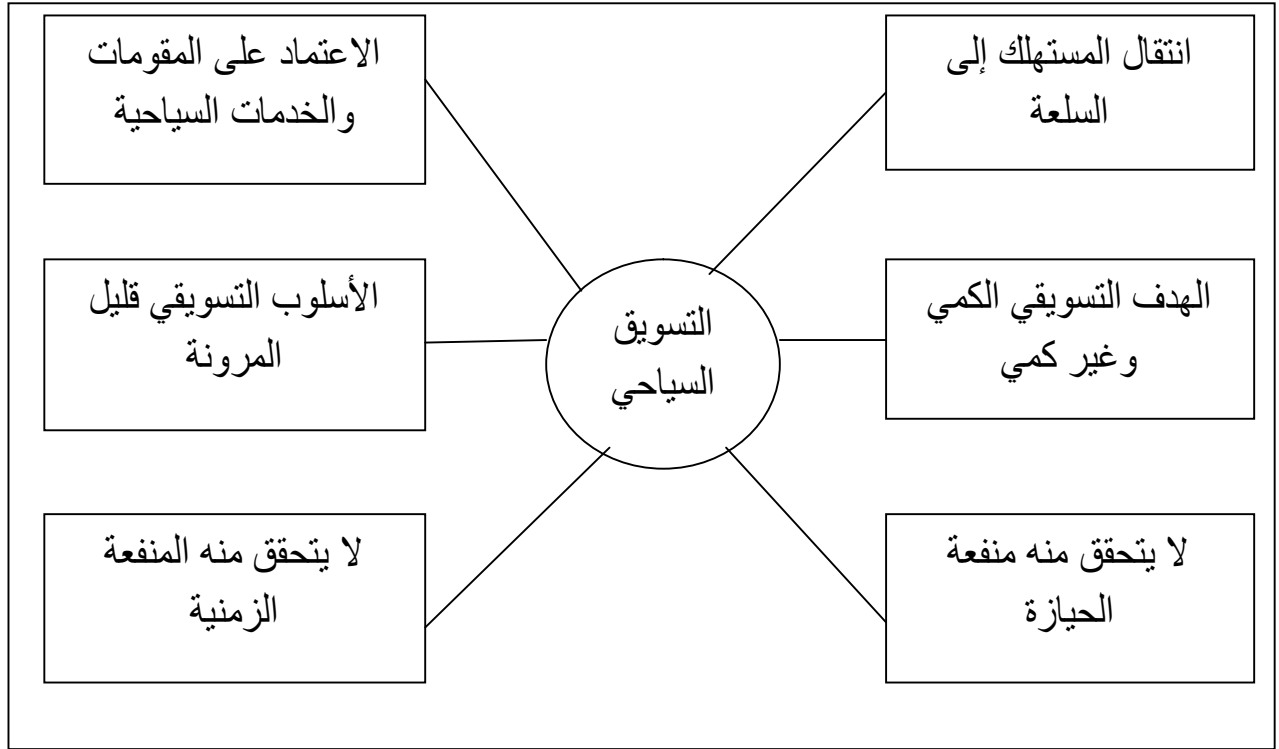 انتقال المستهلك إلى
السلعة
الاعتماد على المقومات
والخدمات السياحية
الهدف التسويقي الكمي
وغير كمي
التسويق
السياحي
الأسلوب التسويقي قليل
المرونة
لا يتحقق منه منفعة
الحيازة
لا يتحقق منه المنفعة
الزمنية